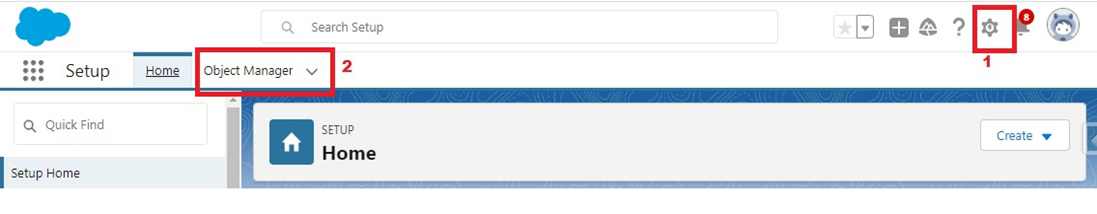 Search Setup
8
1
Setup
Home
Object Manager
2
Quick Find
SETUP
Home
Create
Setup Home